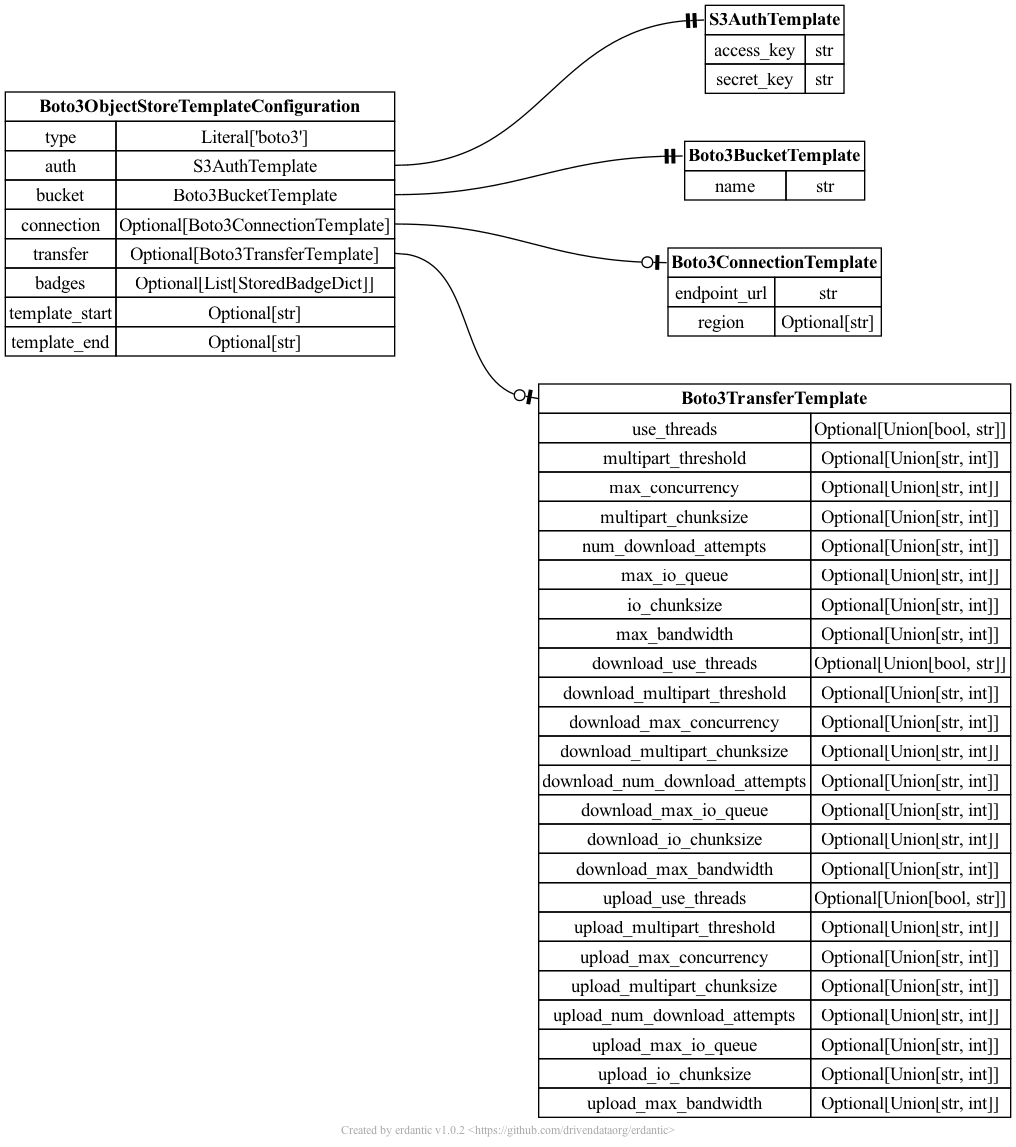 Boto3ObjectStoreTemplateConfiguration
type Literal['boto3']
auth S3AuthTemplate
bucket Boto3BucketTemplate
connection Optional[Boto3ConnectionTemplate]
transfer Optional[Boto3TransferTemplate]
badges Optional[List[StoredBadgeDict]]
template_start Optional[str]
template_end Optional[str]
S3AuthTemplate
access_key str
secret_key str
Boto3BucketTemplate
name str
Boto3ConnectionTemplate
endpoint_url str
region Optional[str]
Boto3TransferTemplate
use_threads Optional[Union[bool, str]]
multipart_threshold Optional[Union[str, int]]
max_concurrency Optional[Union[str, int]]
multipart_chunksize Optional[Union[str, int]]
num_download_attempts Optional[Union[str, int]]
max_io_queue Optional[Union[str, int]]
io_chunksize Optional[Union[str, int]]
max_bandwidth Optional[Union[str, int]]
download_use_threads Optional[Union[bool, str]]
download_multipart_threshold Optional[Union[str, int]]
download_max_concurrency Optional[Union[str, int]]
download_multipart_chunksize Optional[Union[str, int]]
download_num_download_attempts Optional[Union[str, int]]
download_max_io_queue Optional[Union[str, int]]
download_io_chunksize Optional[Union[str, int]]
download_max_bandwidth Optional[Union[str, int]]
upload_use_threads Optional[Union[bool, str]]
upload_multipart_threshold Optional[Union[str, int]]
upload_max_concurrency Optional[Union[str, int]]
upload_multipart_chunksize Optional[Union[str, int]]
upload_num_download_attempts Optional[Union[str, int]]
upload_max_io_queue Optional[Union[str, int]]
upload_io_chunksize Optional[Union[str, int]]
upload_max_bandwidth Optional[Union[str, int]]
Created by erdantic v1.0.2 <https://github.com/drivendataorg/erdantic>